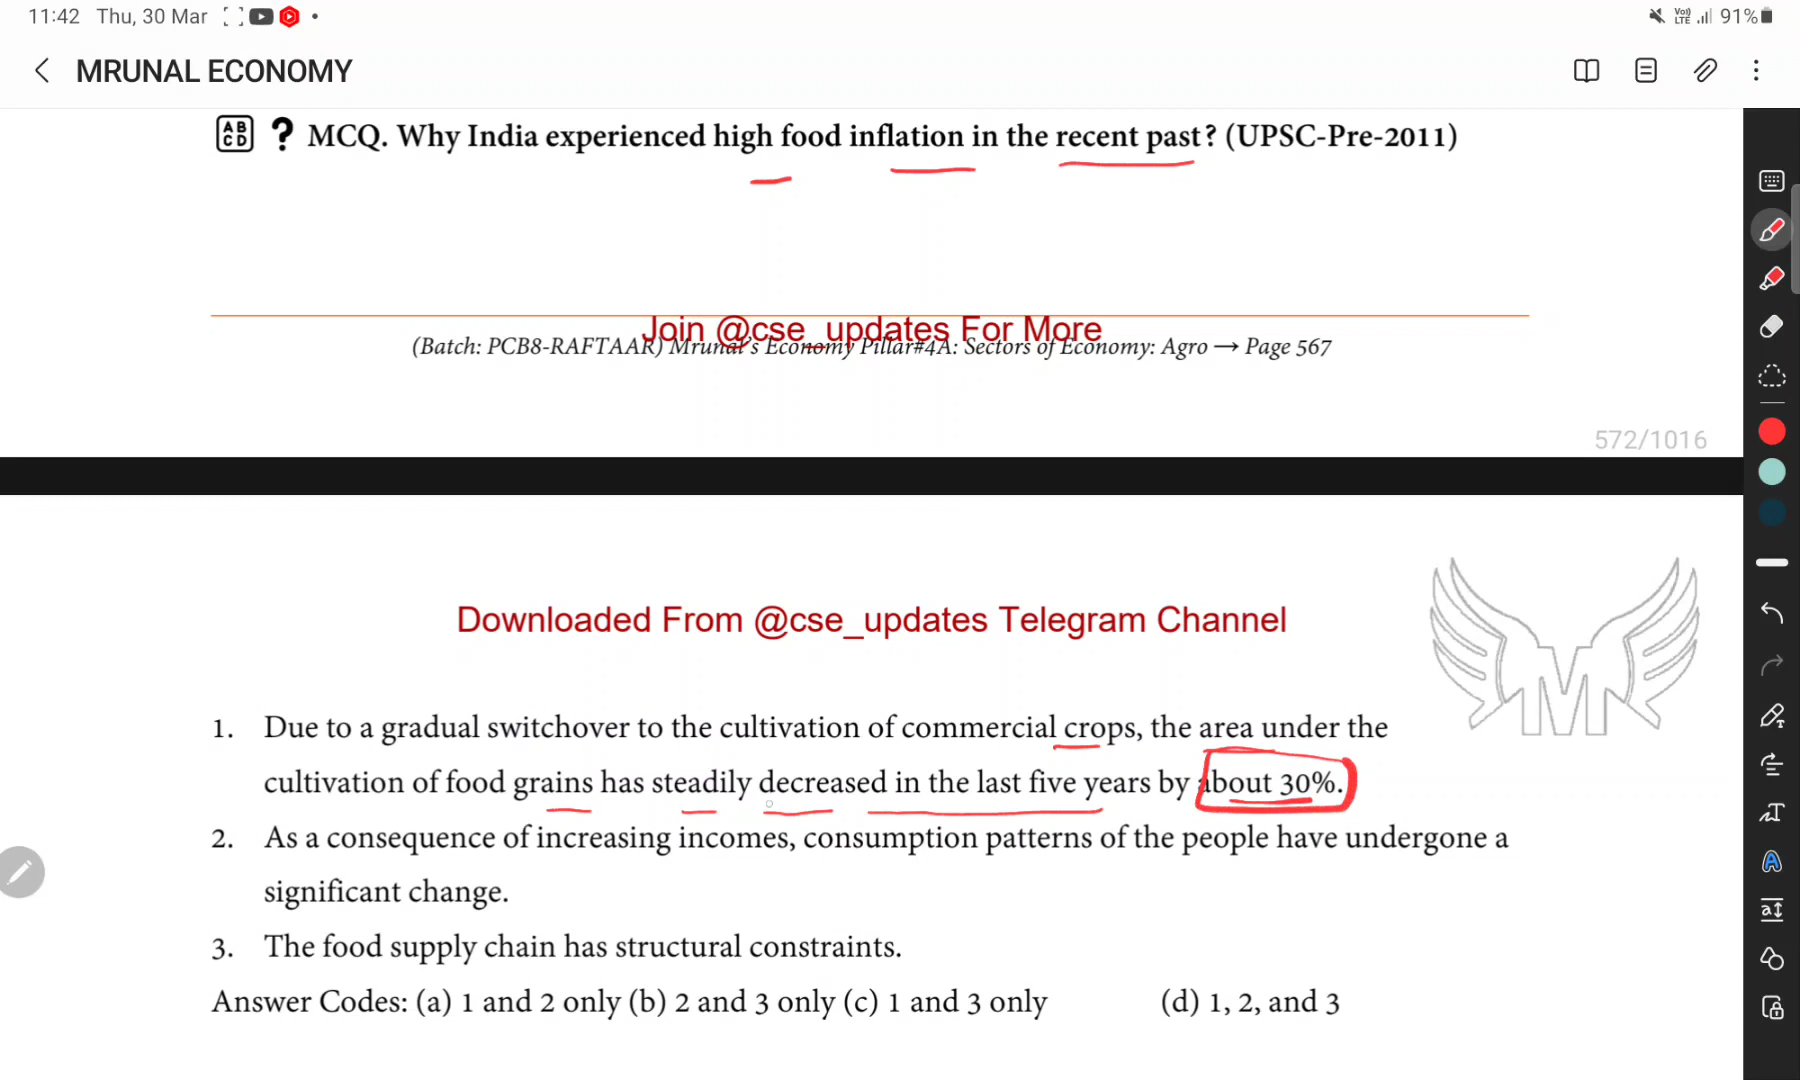 11:42 Thu, 30 Mar
91%
MRUNAL ECONOMY
MCQ. Why India experienced high food inflation in the recent past? (UPSC-Pre-2011)
Join @cse_updates For More
(Batch: PCB8-RAFTAAR) Mrunal's Economy Pillar#4A: Sectors of Economy: Agro → Page 567
572/1016
Downloaded From @cse_updates Telegram Channel
1. Due to a gradual switchover to the cultivation of commercial crops, the area under the
cultivation of food grains has steadily decreased in the last five years by about 30%.
2. As a consequence of increasing incomes, consumption patterns of the people have undergone a
significant change.
3. The food supply chain has structural constraints.
Answer Codes: (a) 1 and 2 only (b) 2 and 3 only (c) 1 and 3 only (d) 1, 2, and 3